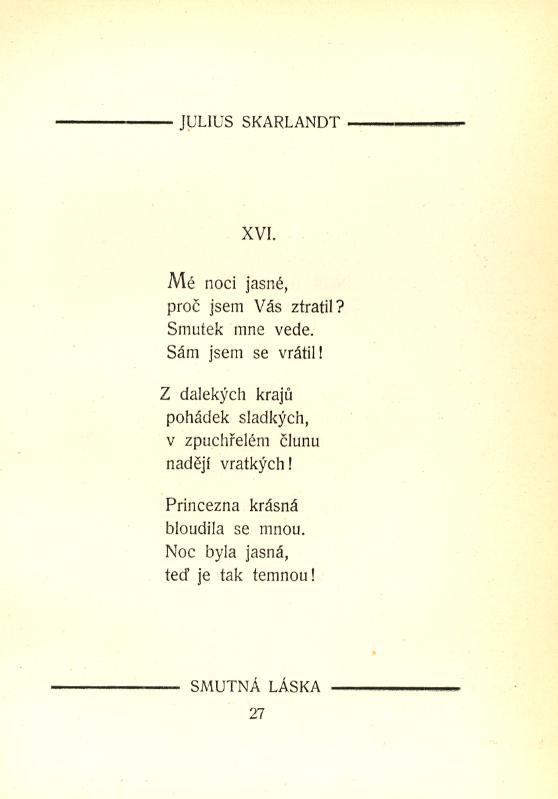 JULIUS SKARLANDT
XVI.
Mé noci jasné,
proč jsem Vás ztratil?
Smutek mne vede.
Sám jsem se vrátil!
Z dalekých krajů
pohádek sladkých,
v zpuchřelém člunu
nadějí vratkých!
Princezna krásná
bloudila se mnou.
Noc byla jasná,
teď je tak temnou!
SMUTNÁ LÁSKA
27